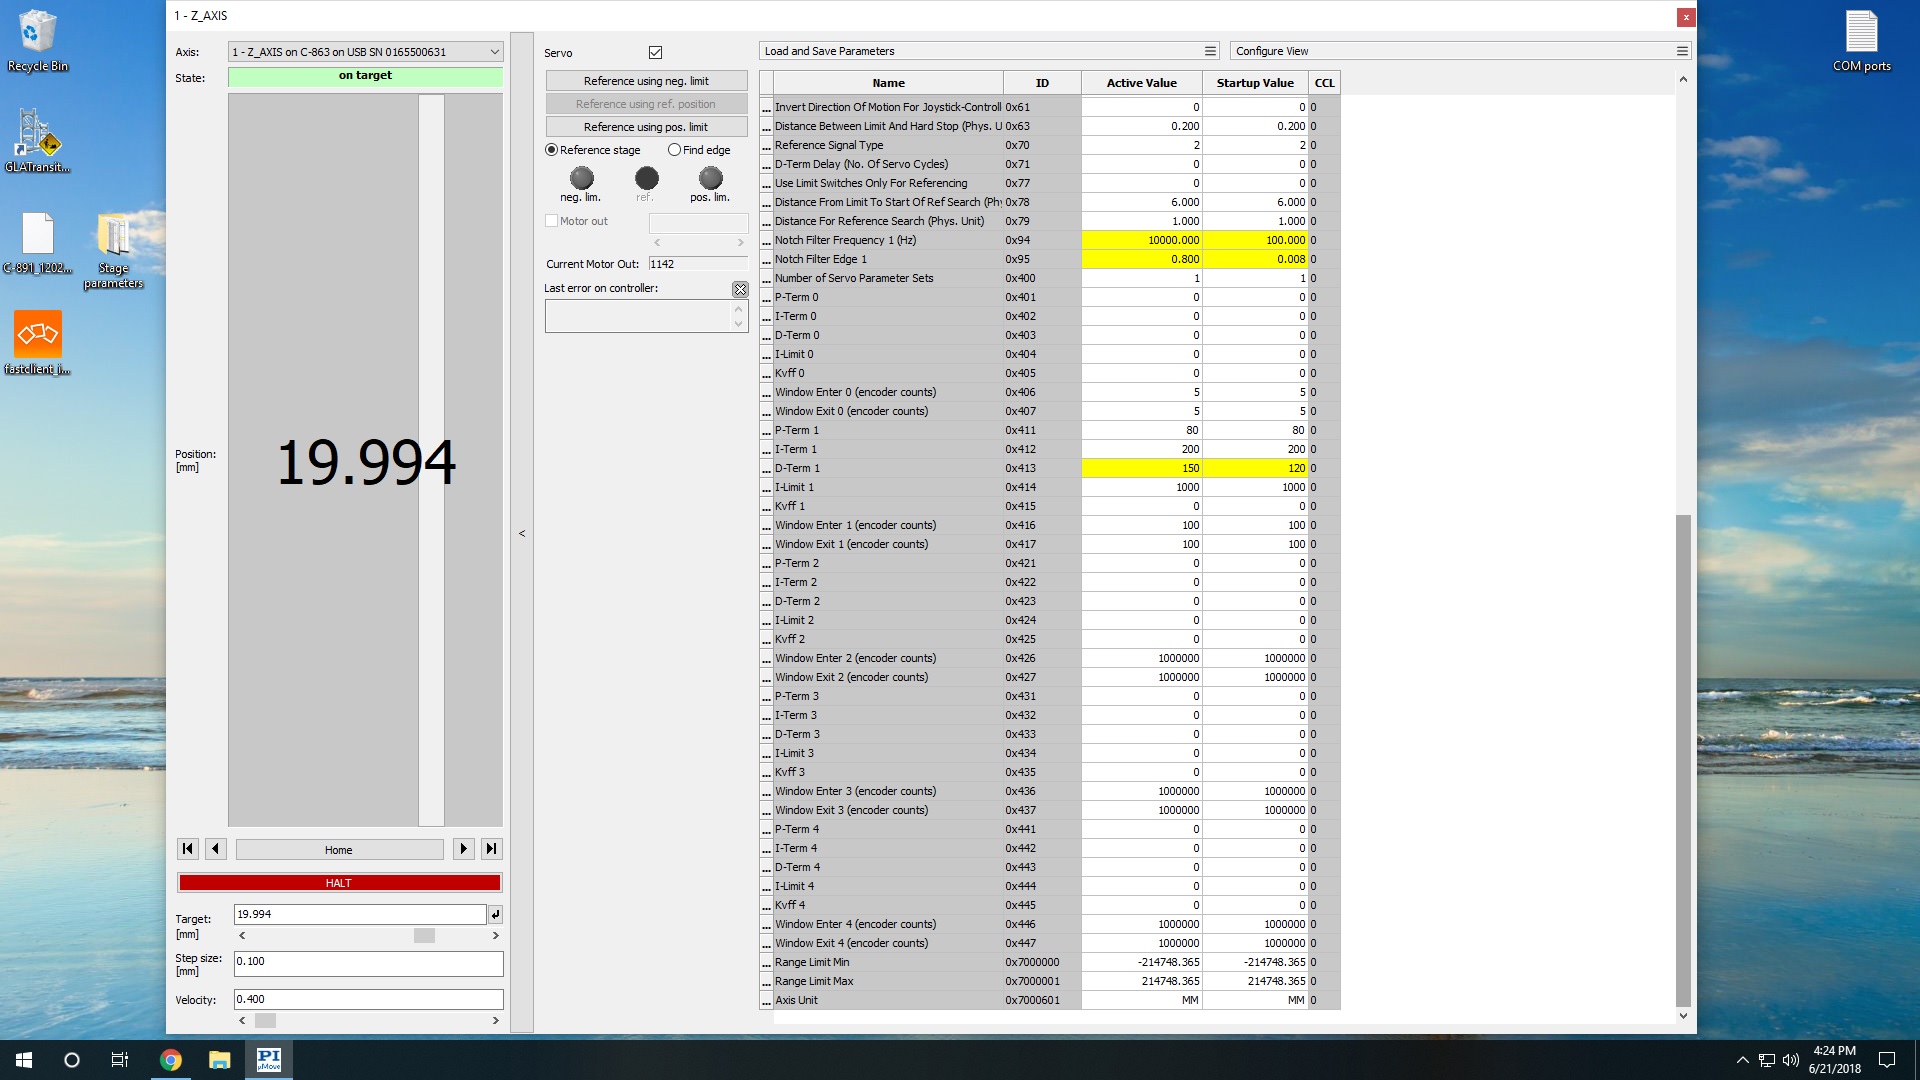 1 - Z_AXIS
x
Recycle Bin
GLATransit...
C-891_1202...
Stage
parameters
fastclient_i...
COM ports
Axis:
1 - Z_AXIS on C-863 on USB SN 0165500631
State:
on target
Position:
[mm]
19.994
Home
HALT
Target:
[mm]
19.994
Step size:
[mm]
0.100
Velocity:
0.400
<
Servo
Reference using neg. limit
Reference using ref. position
Reference using pos. limit
Reference stage
Find edge
neg. lim.
ref.
pos. lim.
Motor out
Current Motor Out:
1142
Last error on controller:
Load and Save Parameters
Configure View
Name ID Active Value Startup Value CCL
... Invert Direction Of Motion For Joystick-Controll 0x61 0 0 0
... Distance Between Limit And Hard Stop (Phys. U 0x63 0.200 0.200 0
... Reference Signal Type 0x70 2 2 0
... D-Term Delay (No. Of Servo Cycles) 0x71 0 0 0
... Use Limit Switches Only For Referencing 0x77 0 0 0
... Distance From Limit To Start Of Ref Search (Phy 0x78 6.000 6.000 0
... Distance For Reference Search (Phys. Unit) 0x79 1.000 1.000 0
... Notch Filter Frequency 1 (Hz) 0x94 10000.000 100.000 0
... Notch Filter Edge 1 0x95 0.800 0.008 0
... Number of Servo Parameter Sets 0x400 1 1 0
... P-Term 0 0x401 0 0 0
... I-Term 0 0x402 0 0 0
... D-Term 0 0x403 0 0 0
... I-Limit 0 0x404 0 0 0
... Kvff 0 0x405 0 0 0
... Window Enter 0 (encoder counts) 0x406 5 5 0
... Window Exit 0 (encoder counts) 0x407 5 5 0
... P-Term 1 0x411 80 80 0
... I-Term 1 0x412 200 200 0
... D-Term 1 0x413 150 120 0
... I-Limit 1 0x414 1000 1000 0
... Kvff 1 0x415 0 0 0
... Window Enter 1 (encoder counts) 0x416 100 100 0
... Window Exit 1 (encoder counts) 0x417 100 100 0
... P-Term 2 0x421 0 0 0
... I-Term 2 0x422 0 0 0
... D-Term 2 0x423 0 0 0
... I-Limit 2 0x424 0 0 0
... Kvff 2 0x425 0 0 0
... Window Enter 2 (encoder counts) 0x426 1000000 1000000 0
... Window Exit 2 (encoder counts) 0x427 1000000 1000000 0
... P-Term 3 0x431 0 0 0
... I-Term 3 0x432 0 0 0
... D-Term 3 0x433 0 0 0
... I-Limit 3 0x434 0 0 0
... Kvff 3 0x435 0 0 0
... Window Enter 3 (encoder counts) 0x436 1000000 1000000 0
... Window Exit 3 (encoder counts) 0x437 1000000 1000000 0
... P-Term 4 0x441 0 0 0
... I-Term 4 0x442 0 0 0
... D-Term 4 0x443 0 0 0
... I-Limit 4 0x444 0 0 0
... Kvff 4 0x445 0 0 0
... Window Enter 4 (encoder counts) 0x446 1000000 1000000 0
... Window Exit 4 (encoder counts) 0x447 1000000 1000000 0
... Range Limit Min 0x7000000 -214748.365 -214748.365 0
... Range Limit Max 0x7000001 214748.365 214748.365 0
... Axis Unit 0x7000601 MM MM 0
PI
µMove
4:24 PM
6/21/2018